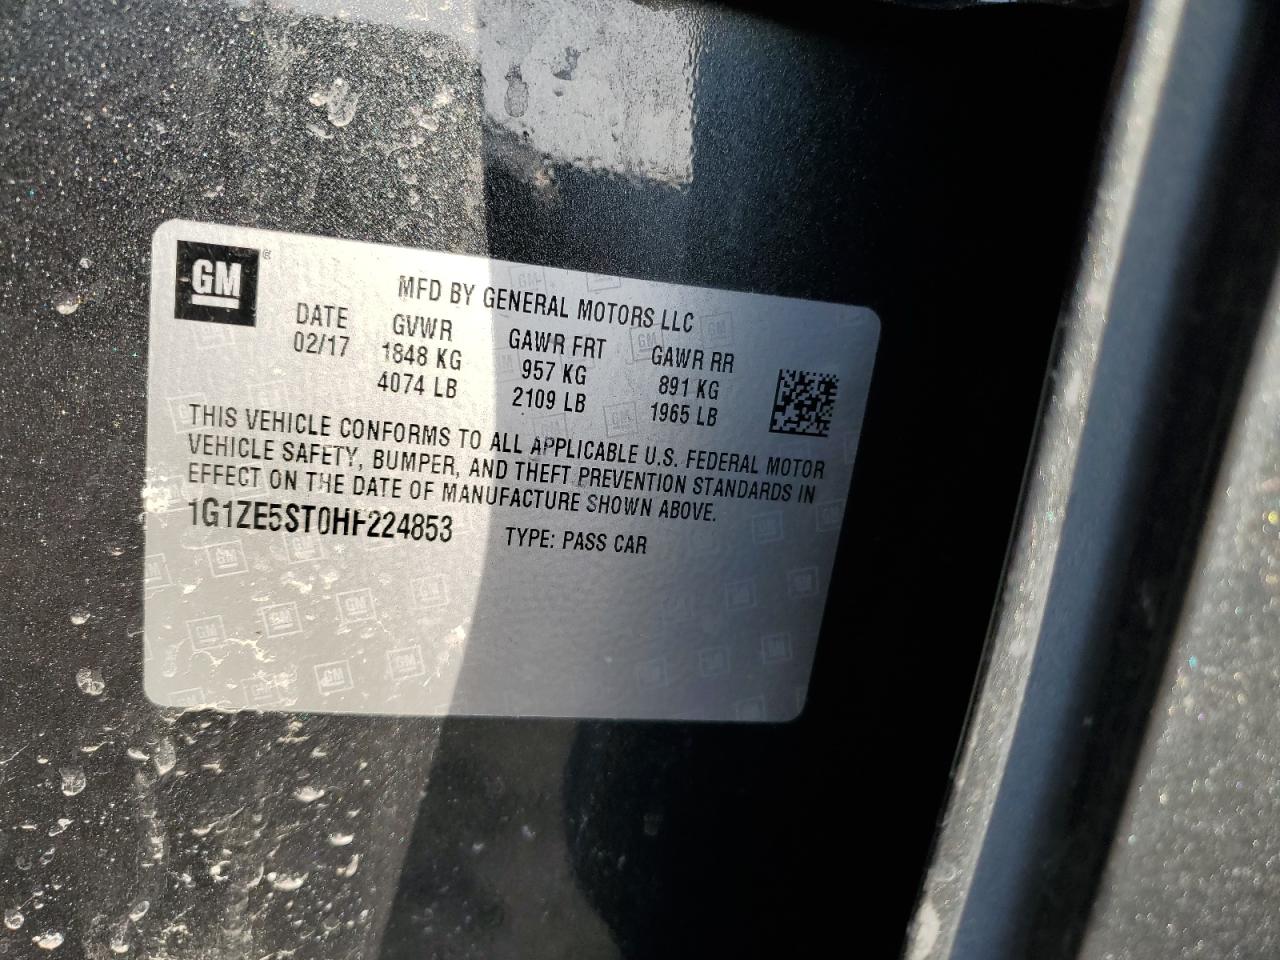 GM
MFD BY GENERAL MOTORS LLC
DATE GVWR GAWR FRT GAWR RR
02/17 1848 KG 957 KG 891 KG
4074 LB 2109 LB 1965 LB
THIS VEHICLE CONFORMS TO ALL APPLICABLE U.S. FEDERAL MOTOR
VEHICLE SAFETY, BUMPER, AND THEFT PREVENTION STANDARDS IN
EFFECT ON THE DATE OF MANUFACTURE SHOWN ABOVE.
1G1ZE5ST0HF224853 TYPE: PASS CAR